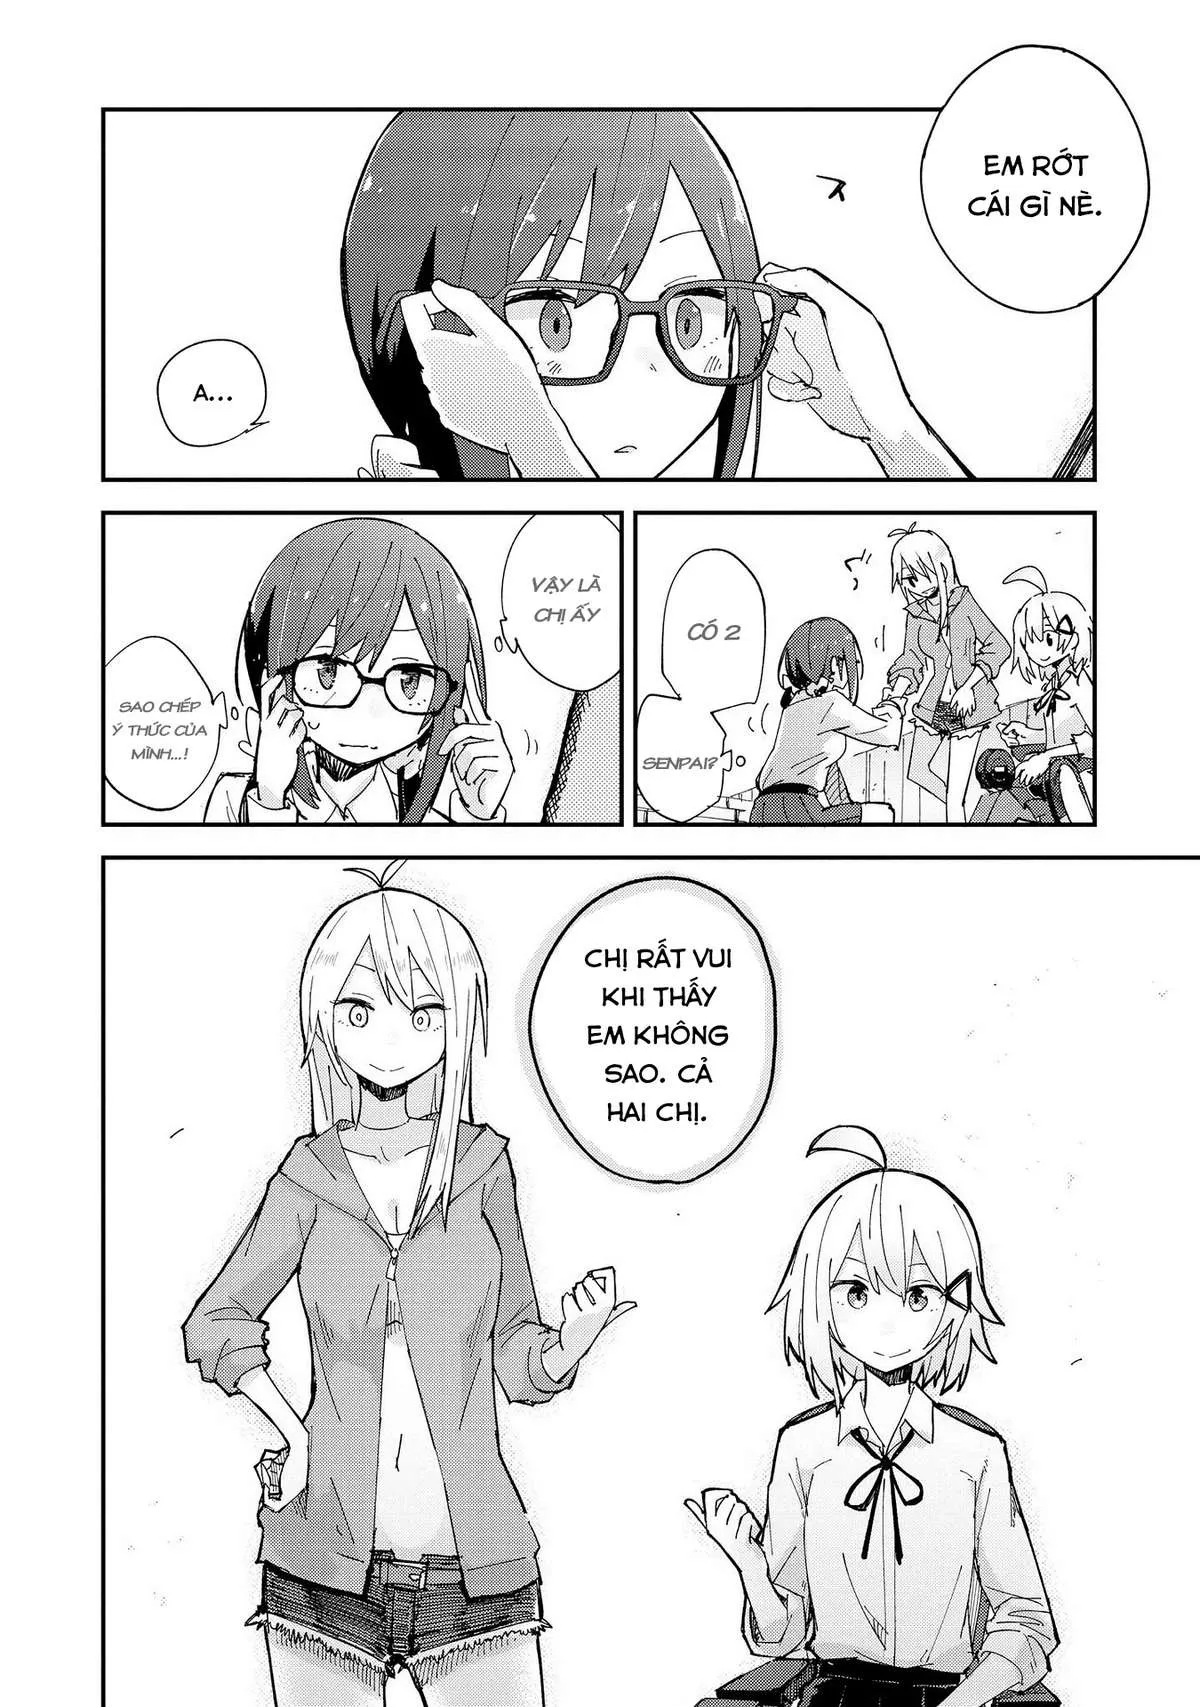 EM RỚT
CÁI GÌ NÈ.
ス
A...
CÓ 2
SENPAI?
VẬY LÀ
CHỊ ẤY
SAO CHÉP
Ý THỨC CỦA
MÌNH...!
CHỊ RẤT VUI
KHI THẤY
EM KHÔNG
SAO. CẢ
HAI CHỊ.